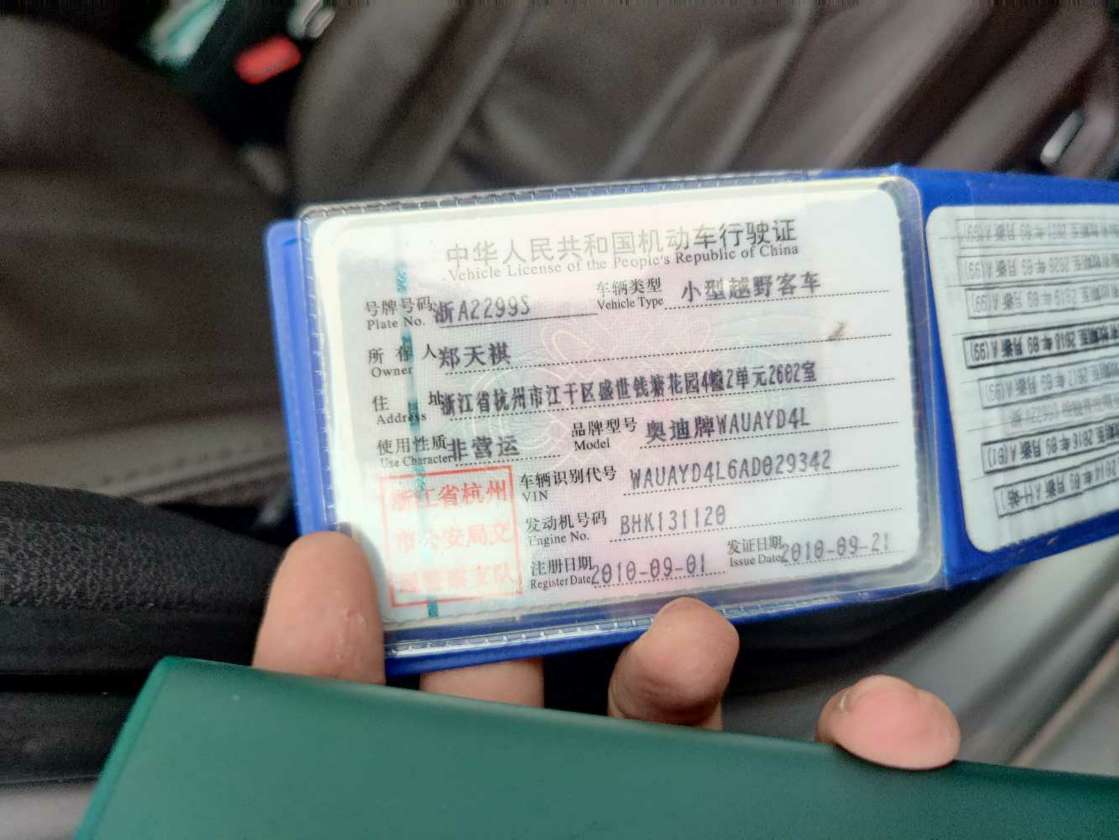 中华人民共和国机动车行驶证
Vehicle License of the People's Republic of China
号牌号码 浙A2299S 车辆类型 小型越野客车
Plate No. Vehicle Type
所有人 郑天祺
Owner
住址 浙江省杭州市江干区盛世钱塘花园4幢2单元2602室
Address
使用性质 非营运 品牌型号 奥迪牌WAUAYD4L
Use Character Model
车辆识别代号 WAUAYD4L6AD029342
VIN
浙江省杭州
市公安局交
发动机号码 BHK131120
Engine No.
注册日期 2010-09-01 发证日期 2010-09-21
Register Date Issue Date